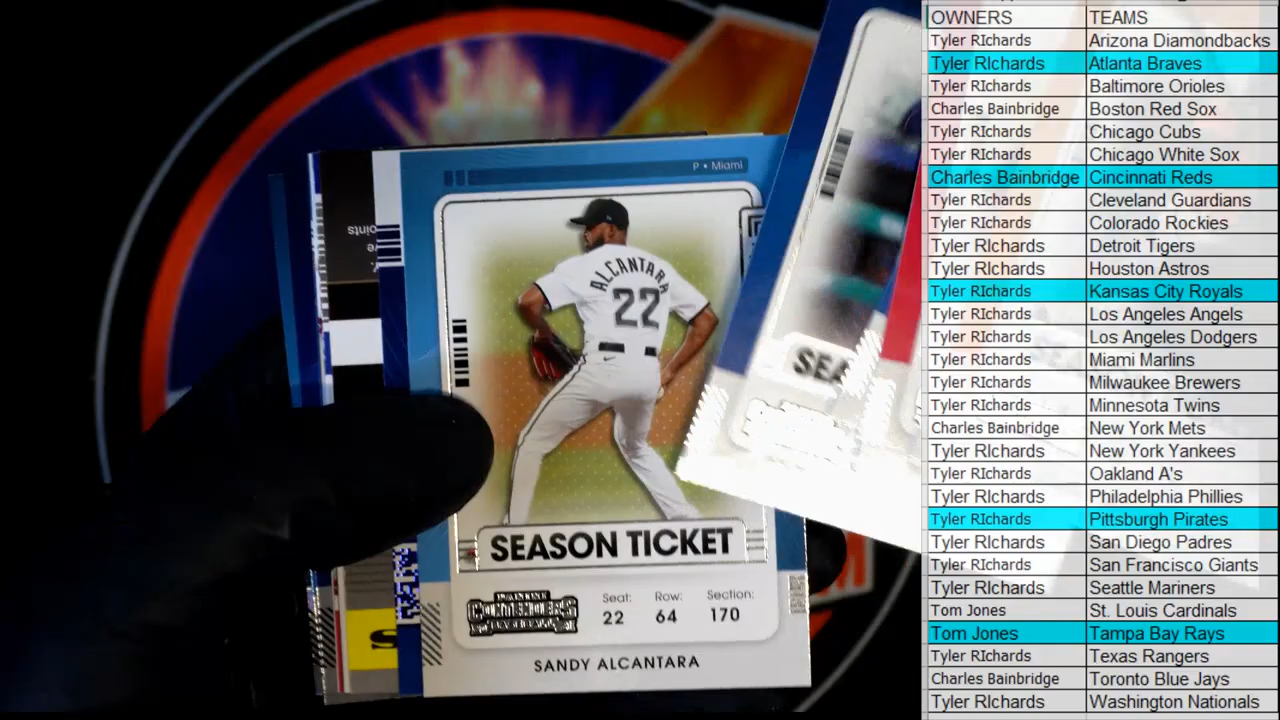 P • Miami
ALCANTARA
22
SEASON TICKET
PANINI
CONTENDERS
BASEBALL
Seat: Row: Section:
22 64 170
SANDY ALCANTARA
SEA
OWNERS TEAMS
Tyler RIchards Arizona Diamondbacks
Tyler RIchards Atlanta Braves
Tyler RIchards Baltimore Orioles
Charles Bainbridge Boston Red Sox
Tyler RIchards Chicago Cubs
Tyler RIchards Chicago White Sox
Charles Bainbridge Cincinnati Reds
Tyler RIchards Cleveland Guardians
Tyler RIchards Colorado Rockies
Tyler RIchards Detroit Tigers
Tyler RIchards Houston Astros
Tyler RIchards Kansas City Royals
Tyler RIchards Los Angeles Angels
Tyler RIchards Los Angeles Dodgers
Tyler RIchards Miami Marlins
Tyler RIchards Milwaukee Brewers
Tyler RIchards Minnesota Twins
Charles Bainbridge New York Mets
Tyler RIchards New York Yankees
Tyler RIchards Oakland A's
Tyler RIchards Philadelphia Phillies
Tyler RIchards Pittsburgh Pirates
Tyler RIchards San Diego Padres
Tyler RIchards San Francisco Giants
Tyler RIchards Seattle Mariners
Tom Jones St. Louis Cardinals
Tom Jones Tampa Bay Rays
Tyler RIchards Texas Rangers
Charles Bainbridge Toronto Blue Jays
Tyler RIchards Washington Nationals